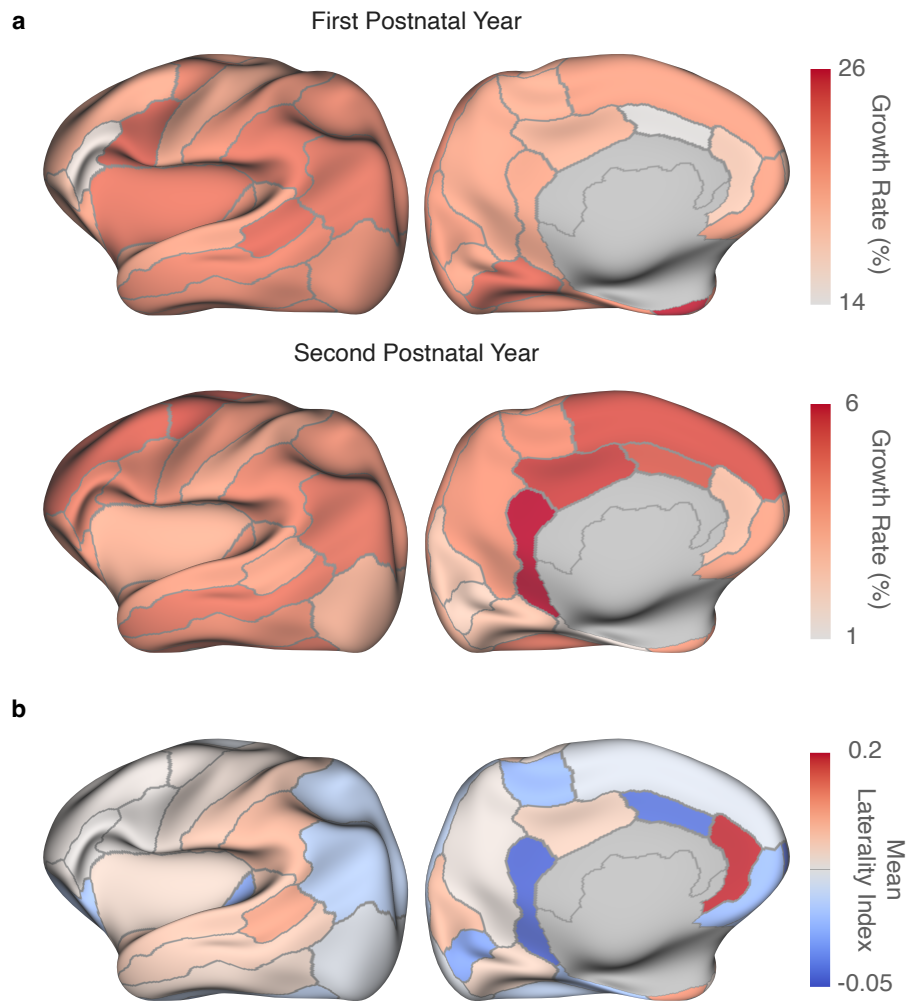 a
First Postnatal Year
26
Growth Rate (%)
14
Second Postnatal Year
6
Growth Rate (%)
1
b
0.2
Mean
Laterality Index
-0.05